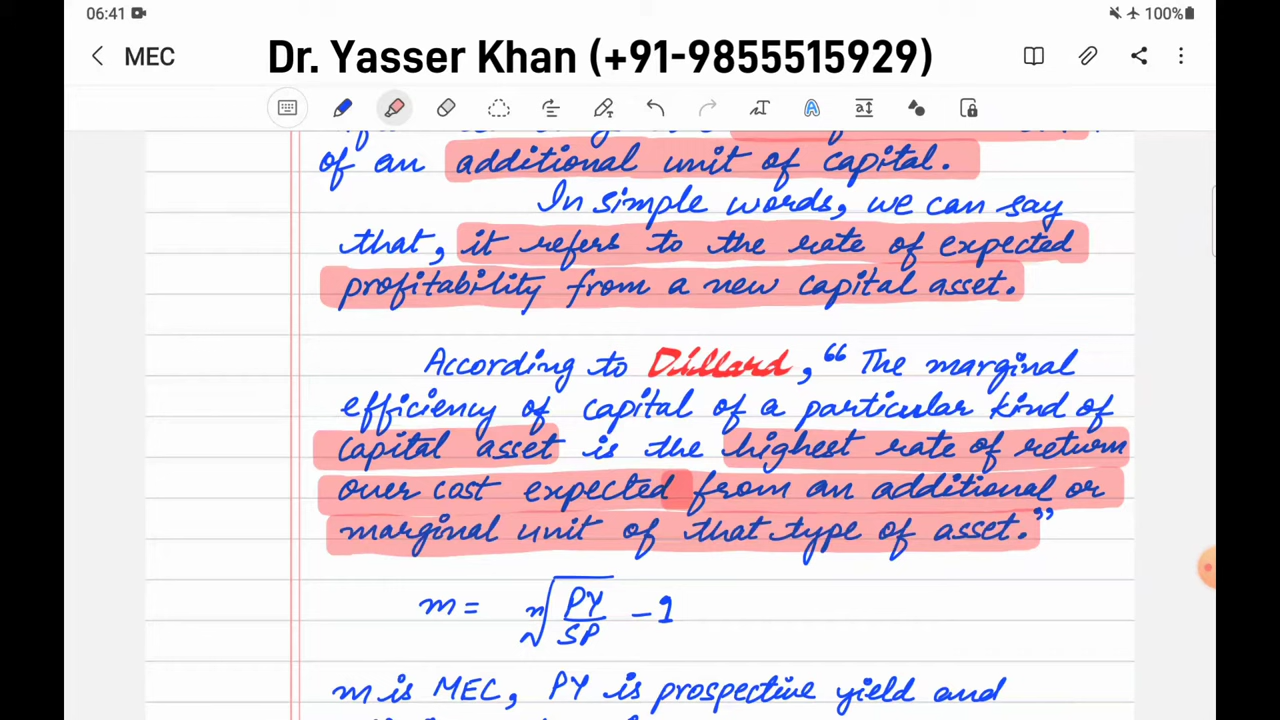 06:41
100%
MEC
Dr. Yasser Khan (+91-9855515929)
of an additional unit of capital.
In simple words, we can say
that, it refers to the rate of expected
profitability from a new capital asset.
According to Dillard, “ The marginal
efficiency of capital of a particular kind of
capital asset is the highest rate of return
over cost expected from an additional or
marginal unit of that type of asset.”
m = ⁿ√(PY/SP) - 1
m is MEC, PY is prospective yield and